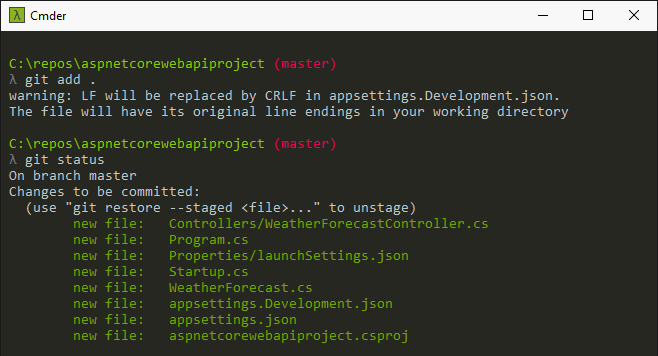 λ Cmder
C:\repos\aspnetcorewebapiproject (master)
λ git add .
warning: LF will be replaced by CRLF in appsettings.Development.json.
The file will have its original line endings in your working directory
C:\repos\aspnetcorewebapiproject (master)
λ git status
On branch master
Changes to be committed:
(use "git restore --staged <file>..." to unstage)
new file:   Controllers/WeatherForecastController.cs
new file:   Program.cs
new file:   Properties/launchSettings.json
new file:   Startup.cs
new file:   WeatherForecast.cs
new file:   appsettings.Development.json
new file:   appsettings.json
new file:   aspnetcorewebapiproject.csproj